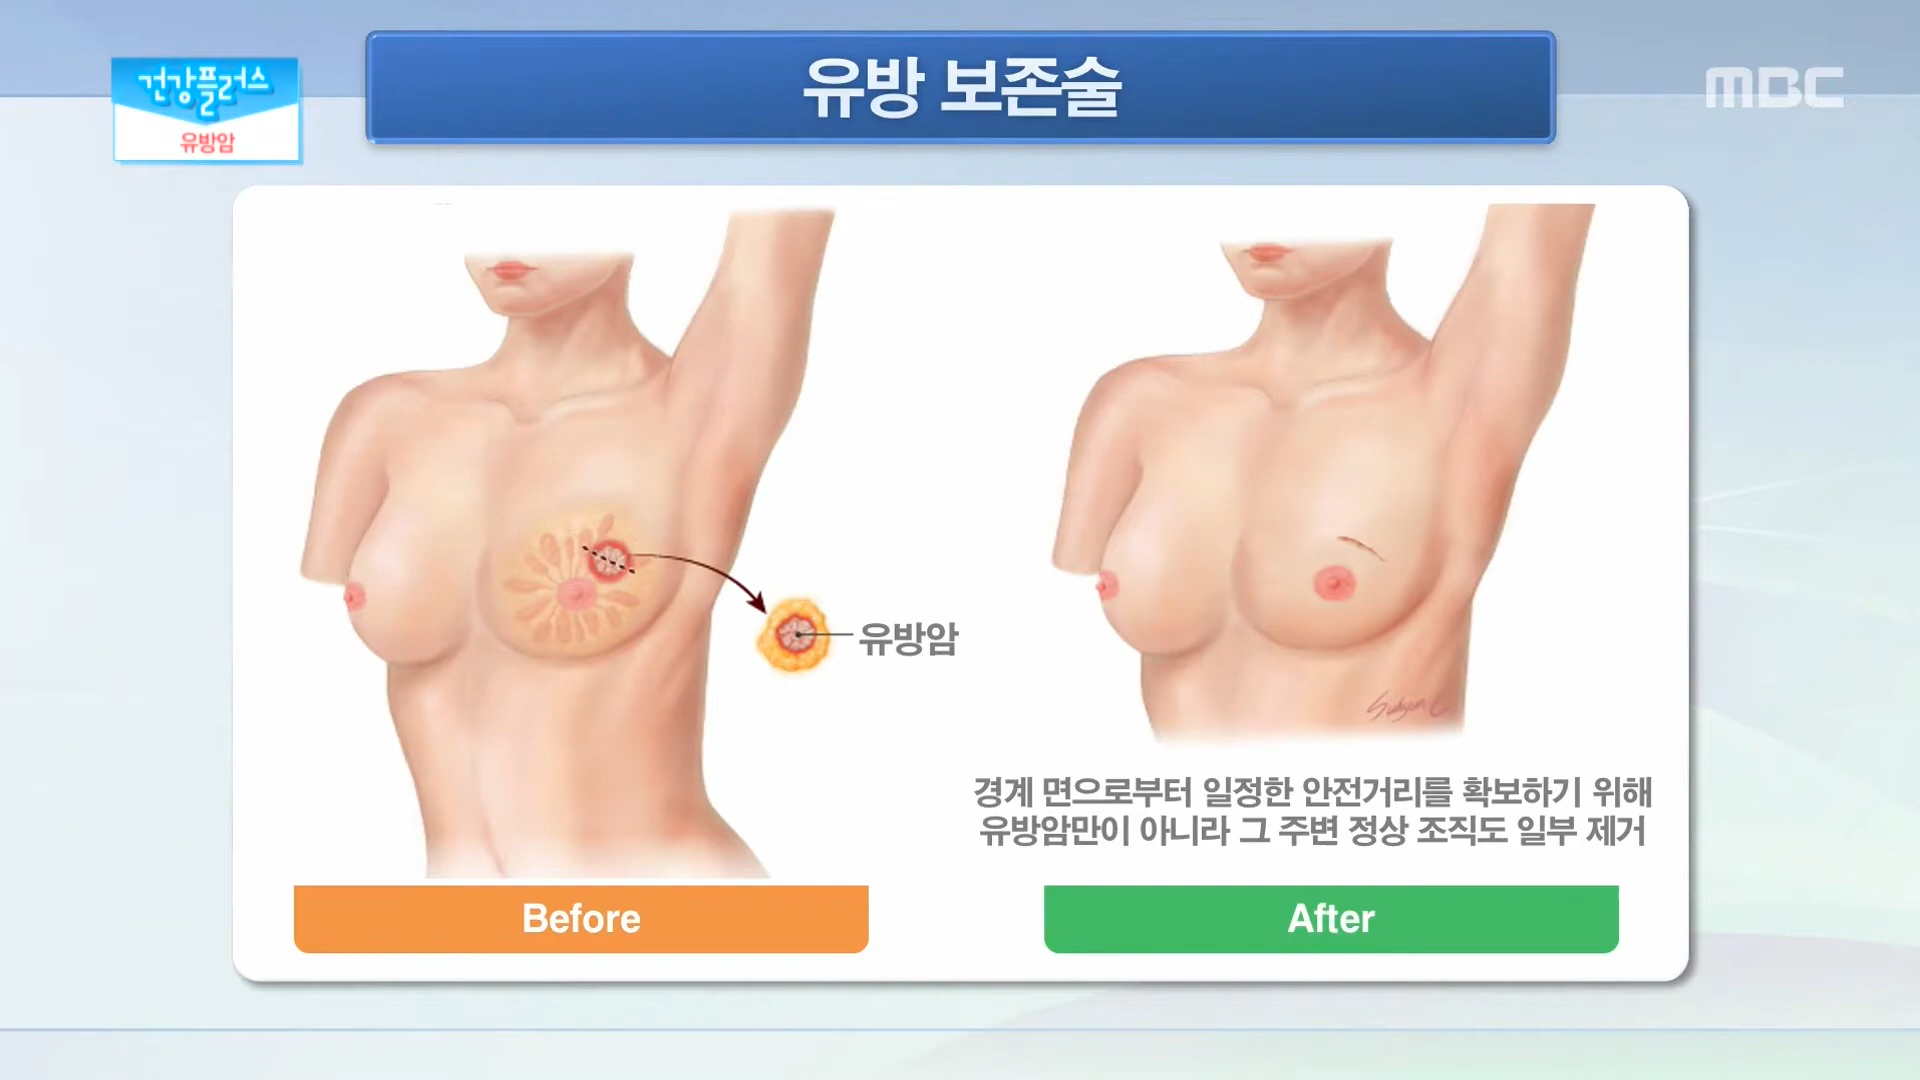 건강플러스
유방암
유방 보존술
MBC
유방암
경계 면으로부터 일정한 안전거리를 확보하기 위해
유방암만이 아니라 그 주변 정상 조직도 일부 제거
Before
After